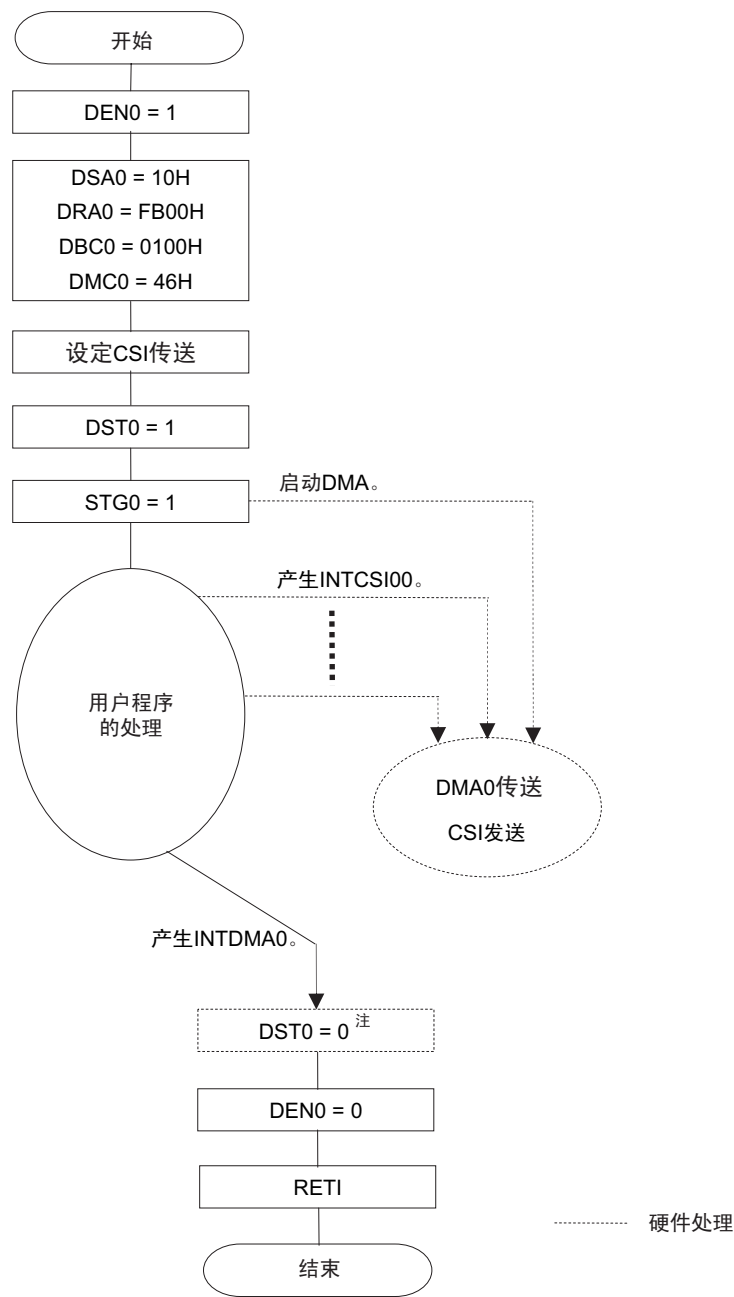 开始
DEN0 = 1
DSA0 = 10H
DRA0 = FB00H
DBC0 = 0100H
DMC0 = 46H
设定CSI传送
DST0 = 1
STG0 = 1
启动DMA。
产生INTCSI00。
用户程序
的处理
DMA0传送
CSI发送
产生INTDMA0。
DST0 = 0 注
DEN0 = 0
RETI
硬件处理
结束